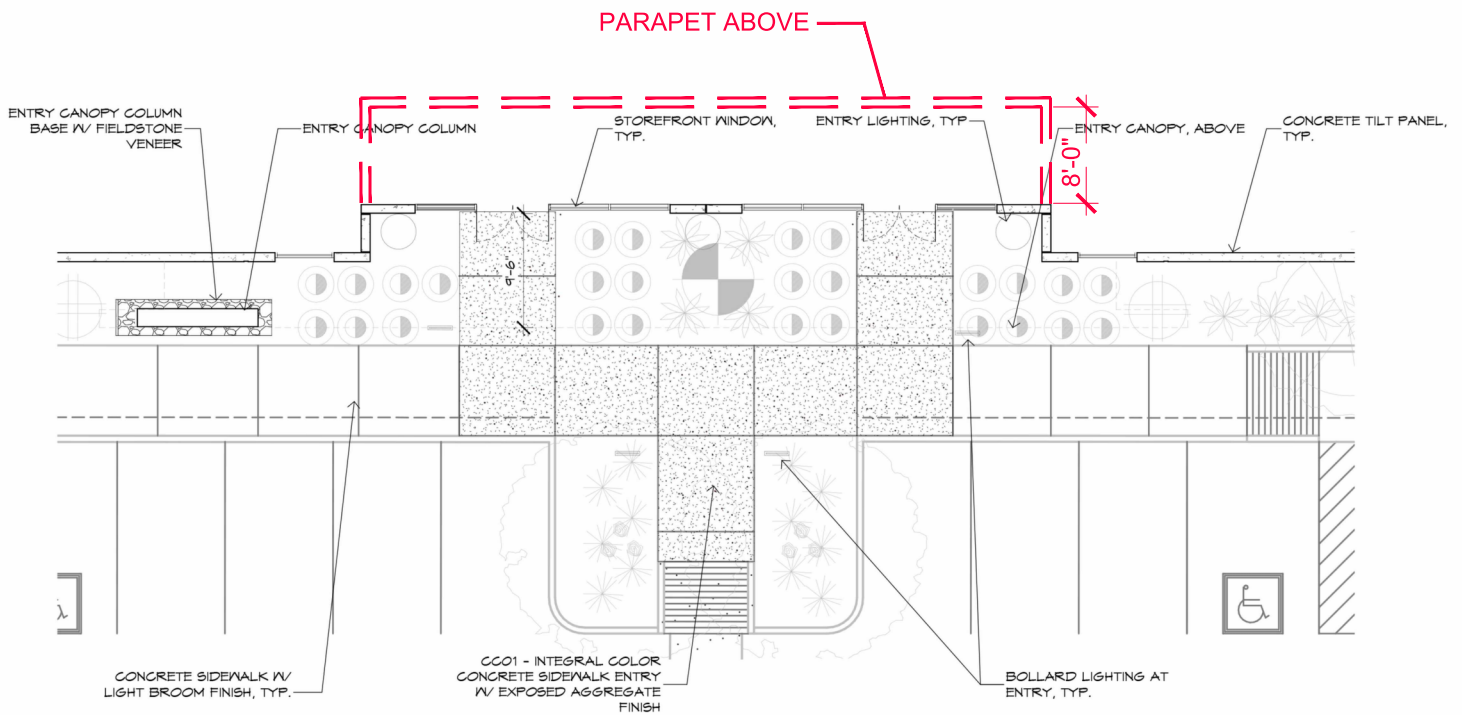 PARAPET ABOVE
ENTRY CANOPY COLUMN
BASE W/ FIELDSTONE
VENEER
ENTRY CANOPY COLUMN
STOREFRONT WINDOW,
TYP.
ENTRY LIGHTING, TYP
ENTRY CANOPY, ABOVE
CONCRETE TILT PANEL,
TYP.
8'-0"
9'-6"
CONCRETE SIDEWALK W/
LIGHT BROOM FINISH, TYP.
CC01 - INTEGRAL COLOR
CONCRETE SIDEWALK ENTRY
W/ EXPOSED AGGREGATE
FINISH
BOLLARD LIGHTING AT
ENTRY, TYP.